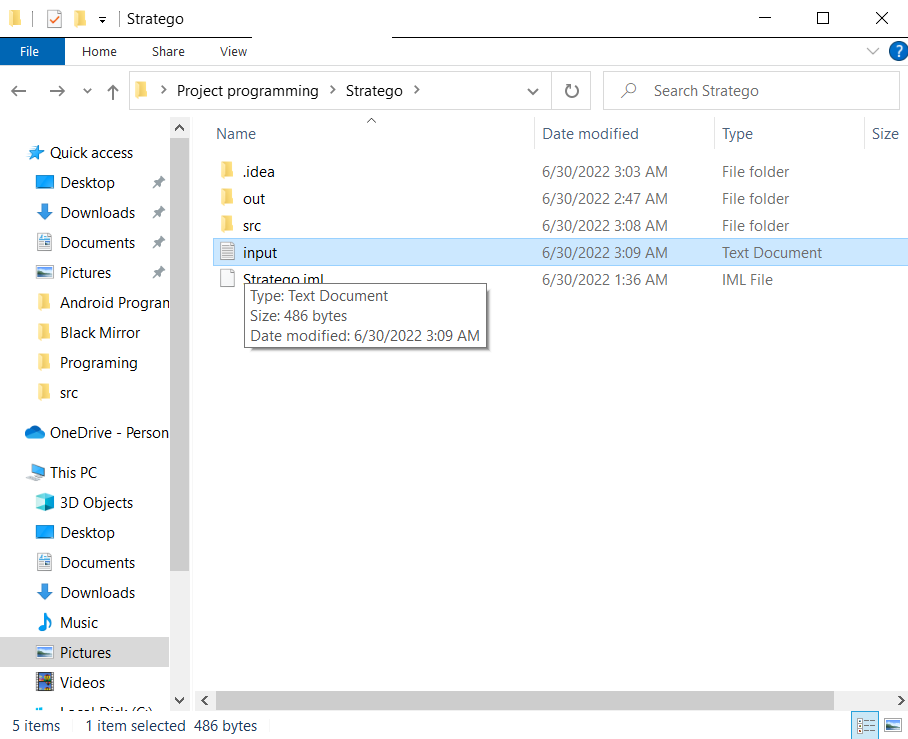 Stratego
File
Home
Share
View
?
Project programming
Stratego
Search Stratego
Name
Date modified
Type
Size
.idea
6/30/2022 3:03 AM
File folder
out
6/30/2022 2:47 AM
File folder
src
6/30/2022 3:08 AM
File folder
input
6/30/2022 3:09 AM
Text Document
Stratego.iml
6/30/2022 1:36 AM
IML File
Type: Text Document
Size: 486 bytes
Date modified: 6/30/2022 3:09 AM
Quick access
Desktop
Downloads
Documents
Pictures
Android Program
Black Mirror
Programing
src
OneDrive - Person
This PC
3D Objects
Desktop
Documents
Downloads
Music
Pictures
Videos
Local Disk (C:)
5 items
1 item selected 486 bytes